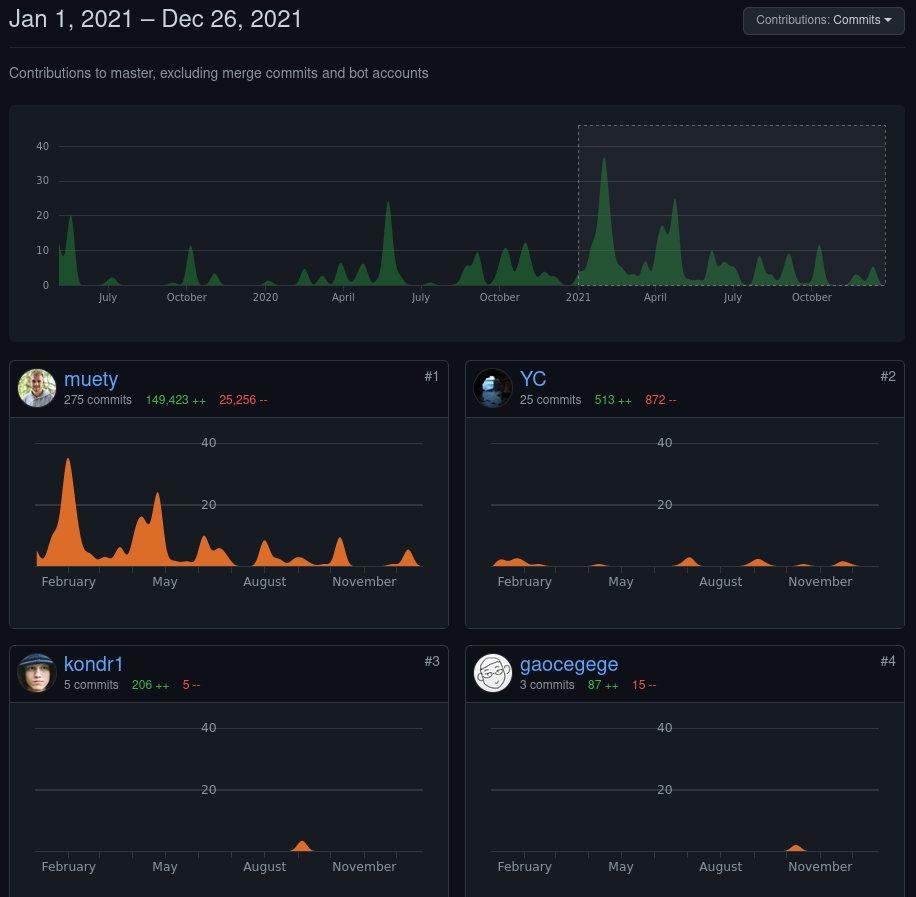 Jan 1, 2021 – Dec 26, 2021
Contributions: Commits
Contributions to master, excluding merge commits and bot accounts
40
30
20
10
0
July October 2020 April July October 2021 April July October
muety #1
275 commits 149,423 ++ 25,256 --
40
20
February May August November
YC #2
25 commits 513 ++ 872 --
40
20
February May August November
kondr1 #3
5 commits 206 ++ 5 --
40
20
February May August November
gaocegege #4
3 commits 87 ++ 15 --
40
20
February May August November